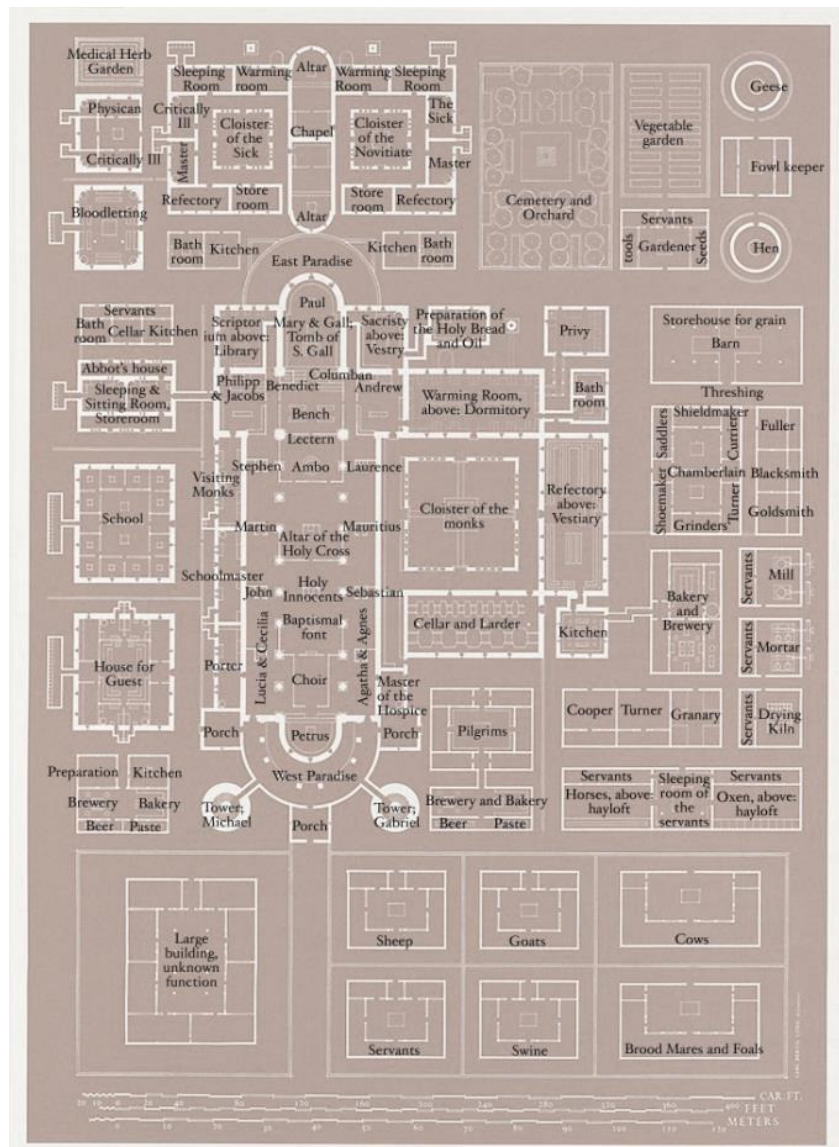 Medical Herb
Garden
Sleeping
Room
Warming
room
Altar
Warming
Room
Sleeping
Room
Geese
Physican
Critically
Ill
Cloister
of the
Sick
Chapel
Cloister
of the
Novitiate
The
Sick
Vegetable
garden
Critically Ill
Master
Master
Fowl keeper
Refectory
Store
room
Store
room
Refectory
Cemetery and
Orchard
Bloodletting
Altar
Servants
tools
Gardener
Seeds
Hen
Bath
room
Kitchen
Kitchen
Bath
room
East Paradise
Servants
Bath
room
Cellar
Kitchen
Scriptor
ium above:
Library
Paul
Mary & Gall;
Tomb of
S. Gall
Sacristy
above:
Vestry
Preparation of
the Holy Bread
and Oil
Privy
Storehouse for grain
Barn
Threshing
Abbot's house
Sleeping &
Sitting Room,
Storeroom
Philipp
& Jacobs
Benedict
Columban
Andrew
Warming Room,
above: Dormitory
Bath
room
Bench
Lectern
Shieldmaker
Saddlers
Currier
Fuller
Stephen
Ambo
Laurence
Visiting
Monks
Chamberlain
Blacksmith
School
Cloister of the
monks
Refectory
above:
Vestiary
Shoemaker
Turner
Goldsmith
Grinders
Martin
Altar of the
Holy Cross
Mauritius
Schoolmaster
John
Holy
Innocents
Sebastian
Bakery
and
Brewery
Servants
Mill
Baptismal
font
Lucia & Cecilia
Agatha & Agnes
Cellar and Larder
Kitchen
Servants
Mortar
House for
Guest
Porter
Choir
Master
of the
Hospice
Cooper
Turner
Granary
Servants
Drying
Kiln
Porch
Petrus
Porch
Pilgrims
West Paradise
Preparation
Kitchen
Brewery
Bakery
Beer
Paste
Tower;
Michael
Porch
Tower;
Gabriel
Brewery and Bakery
Beer
Paste
Servants
Horses, above:
hayloft
Sleeping
room of
the
servants
Servants
Oxen, above:
hayloft
Large
building,
unknown
function
Sheep
Goats
Cows
Servants
Swine
Brood Mares and Foals
CAR. FT.
FEET
METERS